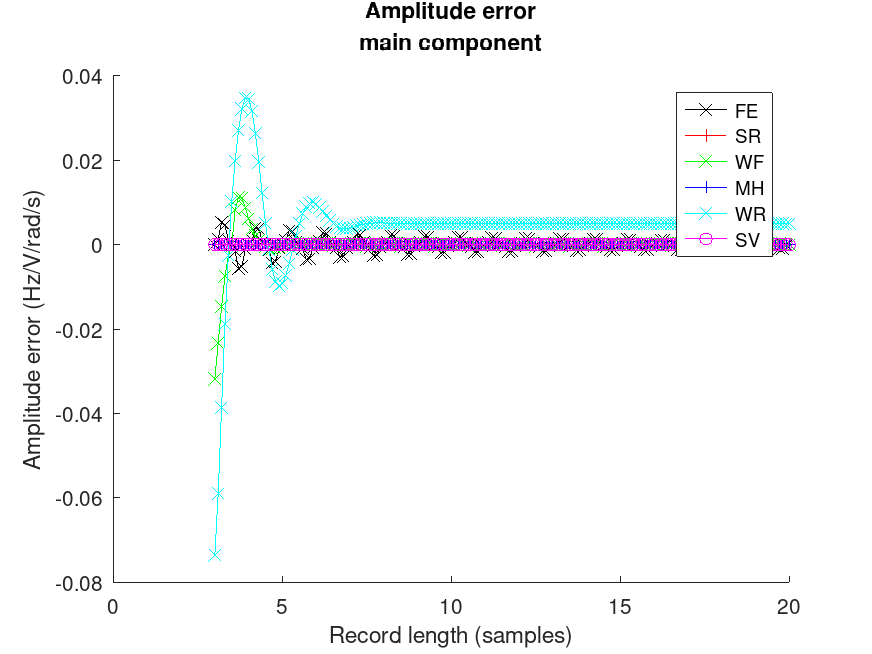 Amplitude error
main component
0.04
0.02
0
-0.02
-0.04
-0.06
-0.08
Amplitude error (Hz/V/rad/s)
FE
SR
WF
MH
WR
SV
0 5 10 15 20
Record length (samples)